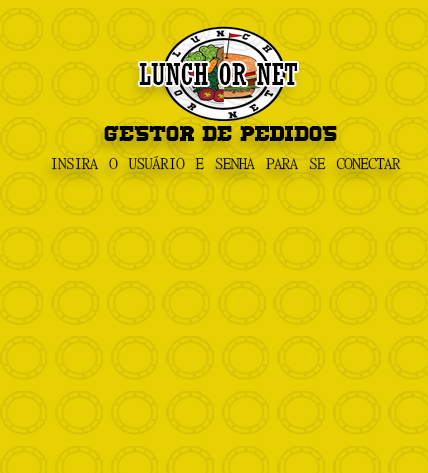 LUNCH
LUNCH OR NET
OR NET
GESTOR DE PEDIDOS
INSIRA O USUÁRIO E SENHA PARA SE CONECTAR